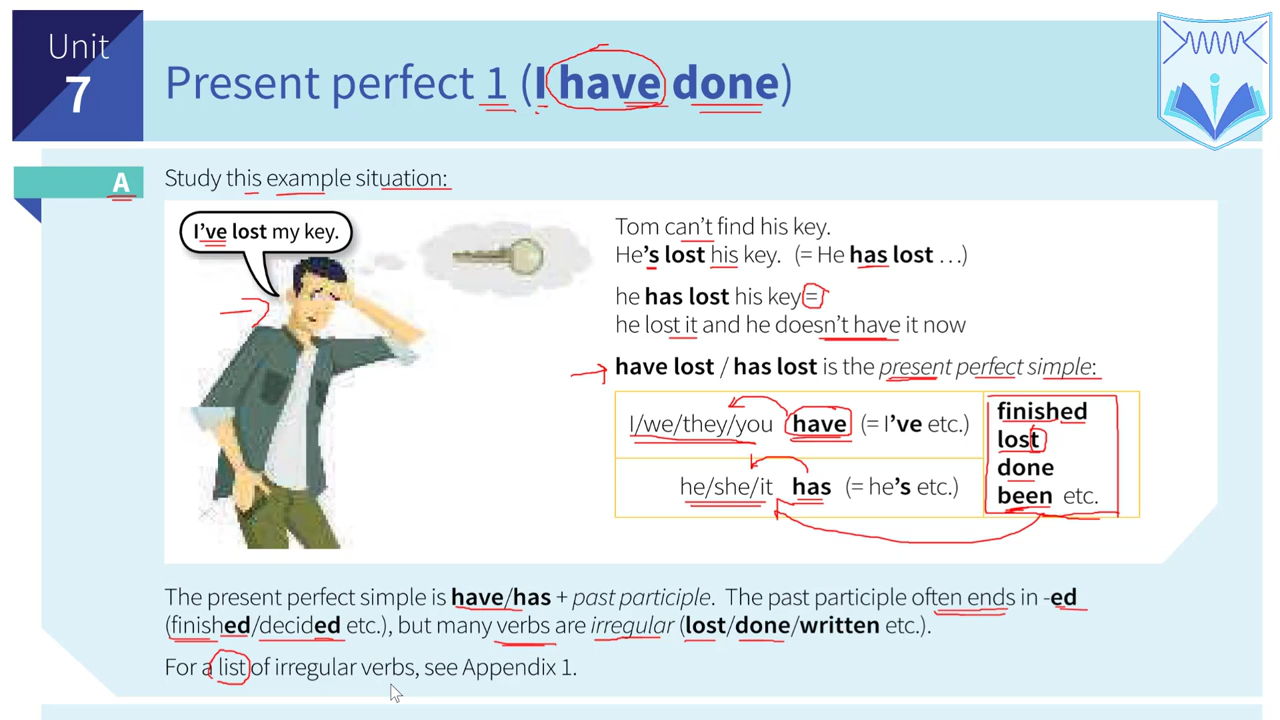 Unit
7
Present perfect 1 (I have done)
A
Study this example situation:
I've lost my key.
Tom can't find his key.
He's lost his key. (= He has lost …)
he has lost his key =
he lost it and he doesn't have it now
have lost / has lost is the present perfect simple:
I/we/they/you have (= I've etc.)
he/she/it has (= he's etc.)
finished
lost
done
been etc.
The present perfect simple is have/has + past participle. The past participle often ends in -ed
(finished/decided etc.), but many verbs are irregular (lost/done/written etc.).
For a list of irregular verbs, see Appendix 1.